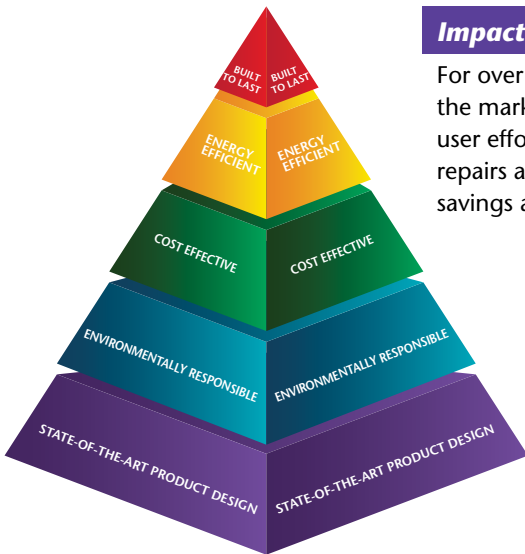 BUILT
TO LAST
BUILT
TO LAST
ENERGY
EFFICIENT
ENERGY
EFFICIENT
COST EFFECTIVE
COST EFFECTIVE
ENVIRONMENTALLY RESPONSIBLE
ENVIRONMENTALLY RESPONSIBLE
STATE-OF-THE-ART PRODUCT DESIGN
STATE-OF-THE-ART PRODUCT DESIGN
Impact
For over
the mark
user effo
repairs a
savings a